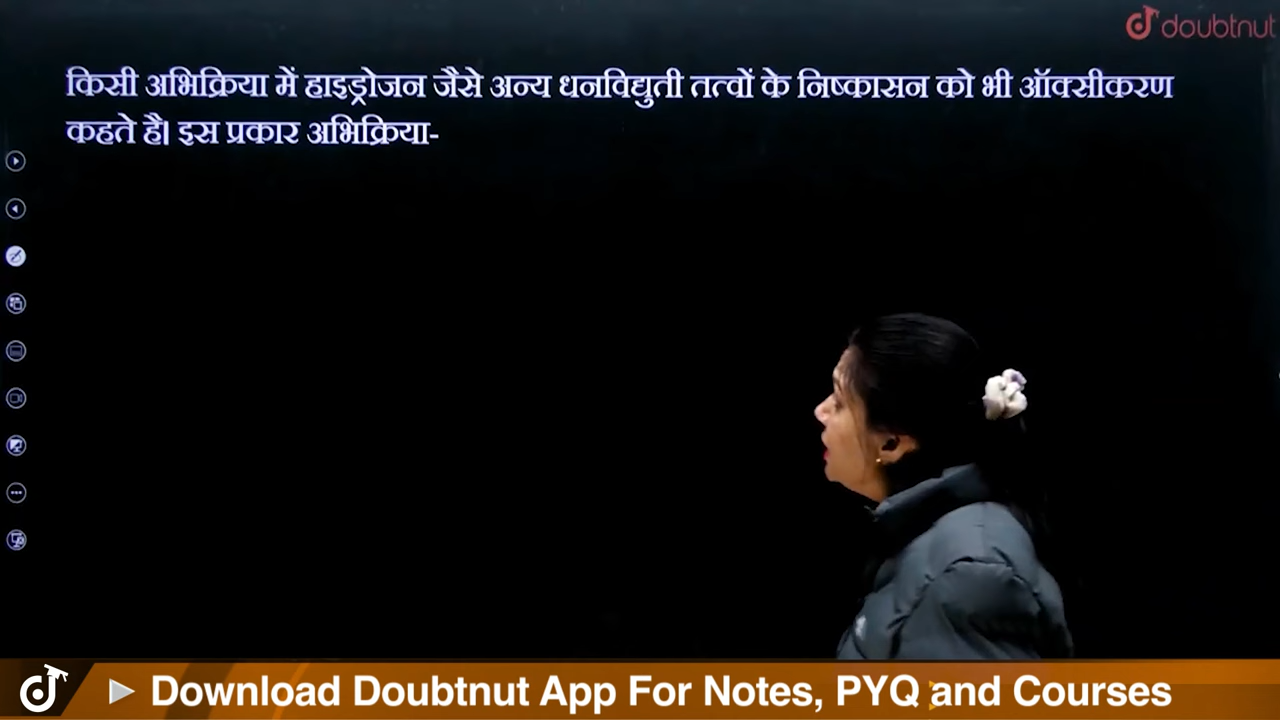 doubtnut
किसी अभिक्रिया में हाइड्रोजन जैसे अन्य धनविद्युती तत्वों के निष्कासन को भी ऑक्सीकरण
कहते है। इस प्रकार अभिक्रिया-
Download Doubtnut App For Notes, PYQ and Courses